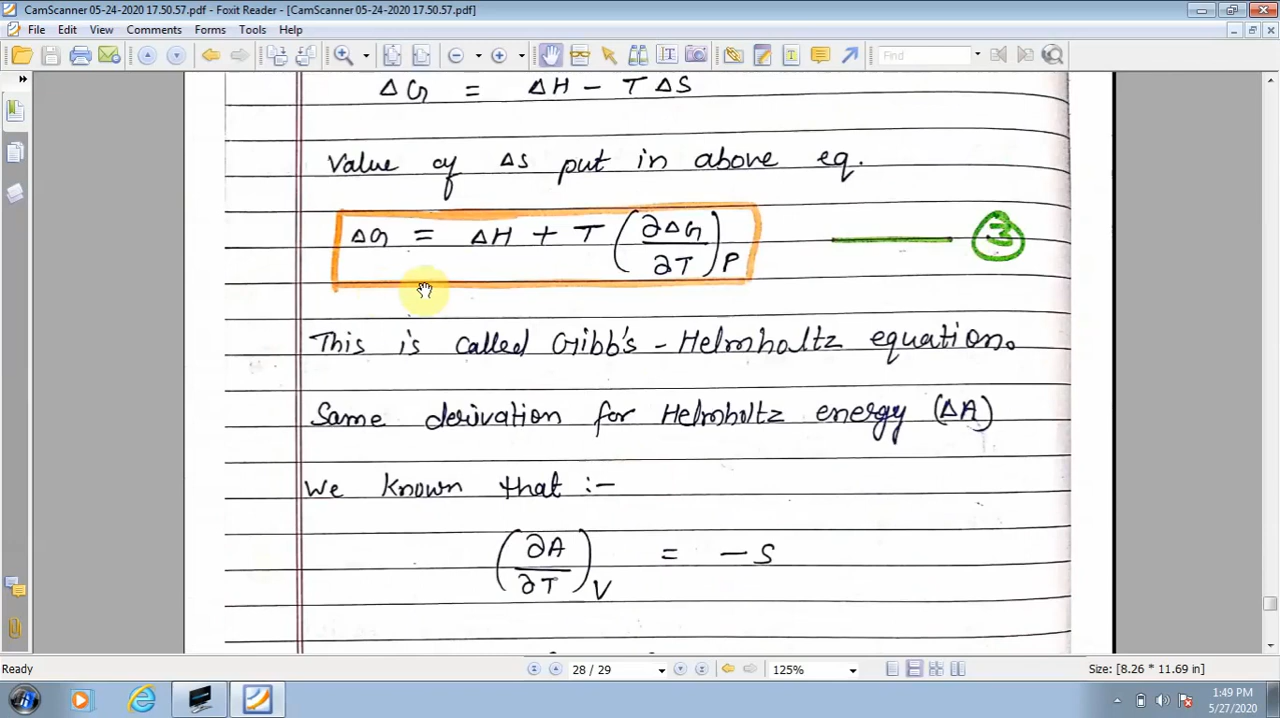 CamScanner 05-24-2020 17.50.57.pdf - Foxit Reader - [CamScanner 05-24-2020 17.50.57.pdf]
File Edit View Comments Forms Tools Help
Find
ΔG = ΔH - TΔS
Value of ΔS put in above eq.
ΔG = ΔH + T (∂ΔG/∂T)P ——— ③
This is called Gibb's - Helmholtz equation.
Same derivation for Helmholtz energy (ΔA)
We known that :-
(∂A/∂T)V = - S
Ready 28 / 29 125% Size: [8.26 * 11.69 in]
1:49 PM
5/27/2020